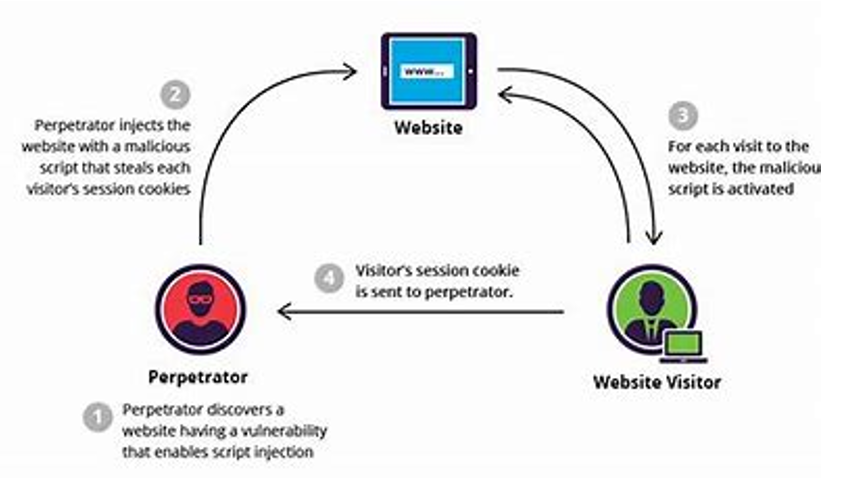 www...
Website
2
Perpetrator injects the
website with a malicious
script that steals each
visitor's session cookies
3
For each visit to the
website, the maliciou
script is activated
4
Visitor's session cookie
is sent to perpetrator.
Perpetrator
Website Visitor
1
Perpetrator discovers a
website having a vulnerability
that enables script injection